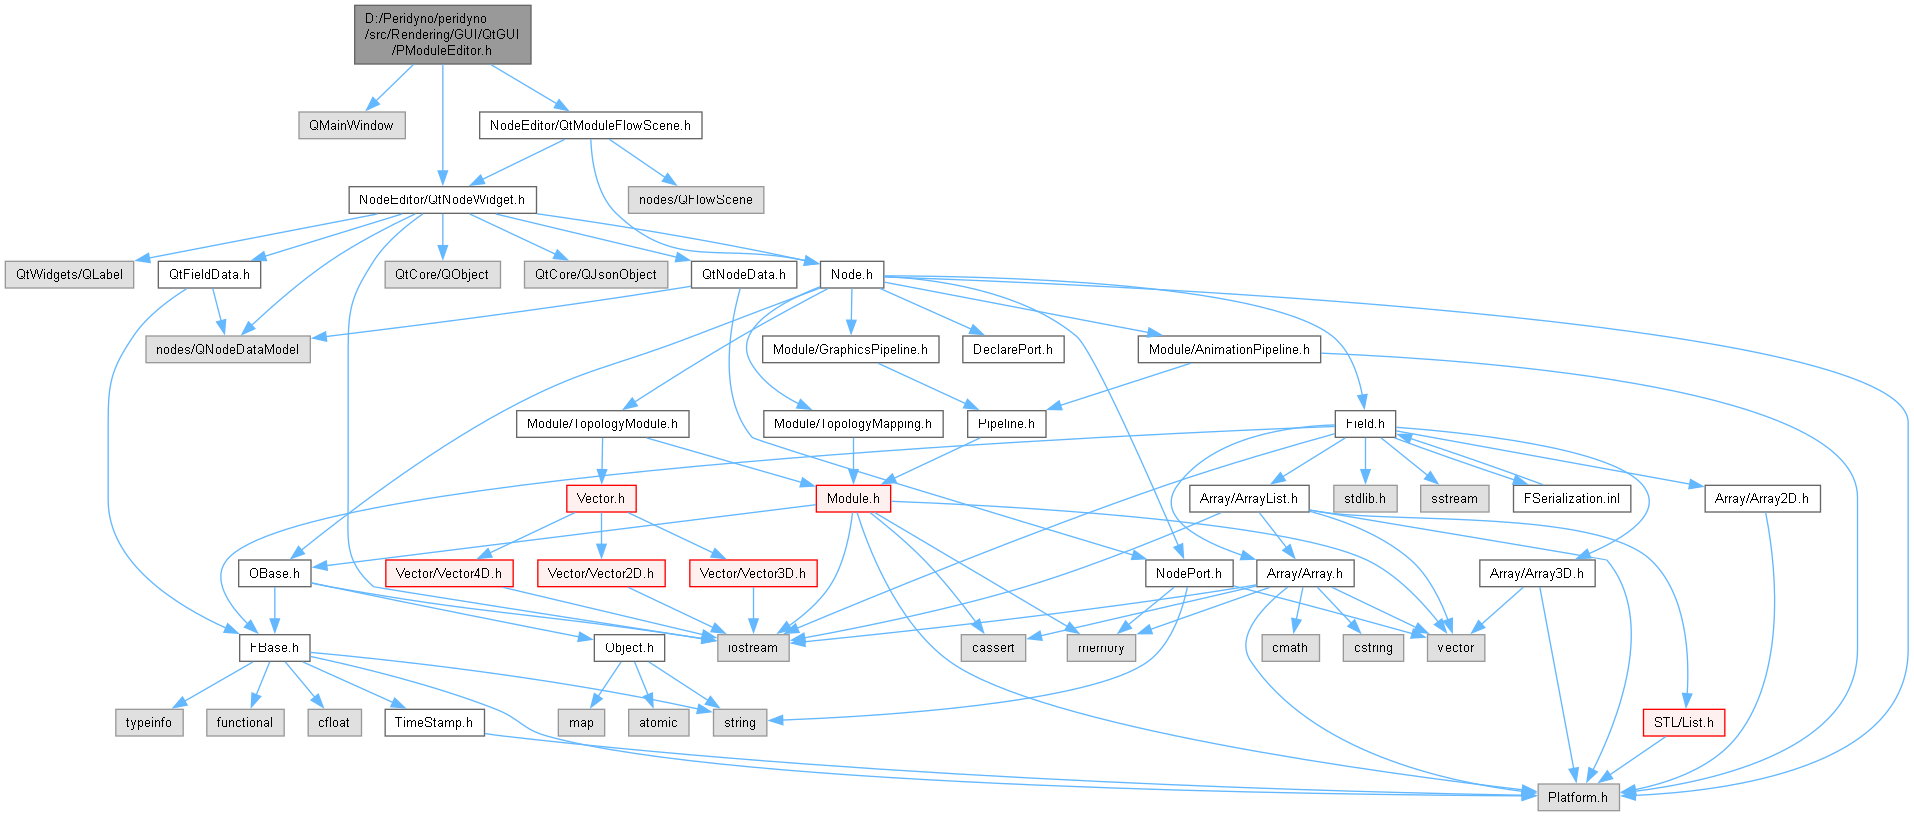 D:/Peridyno/peridyno
/src/Rendering/GUI/QtGUI
/PModuleEditor.h
QMainWindow
NodeEditor/QtModuleFlowScene.h
NodeEditor/QtNodeWidget.h
nodes/QFlowScene
QtWidgets/QLabel
QtFieldData.h
QtCore/QObject
QtCore/QJsonObject
QtNodeData.h
Node.h
nodes/QNodeDataModel
Module/GraphicsPipeline.h
DeclarePort.h
Module/AnimationPipeline.h
Module/TopologyModule.h
Module/TopologyMapping.h
Pipeline.h
Field.h
Vector.h
Module.h
Array/ArrayList.h
stdlib.h
sstream
FSerialization.inl
Array/Array2D.h
OBase.h
Vector/Vector4D.h
Vector/Vector2D.h
Vector/Vector3D.h
NodePort.h
Array/Array.h
Array/Array3D.h
FBase.h
Object.h
iostream
cassert
memory
cmath
cstring
vector
typeinfo
functional
cfloat
TimeStamp.h
map
atomic
string
STL/List.h
Platform.h